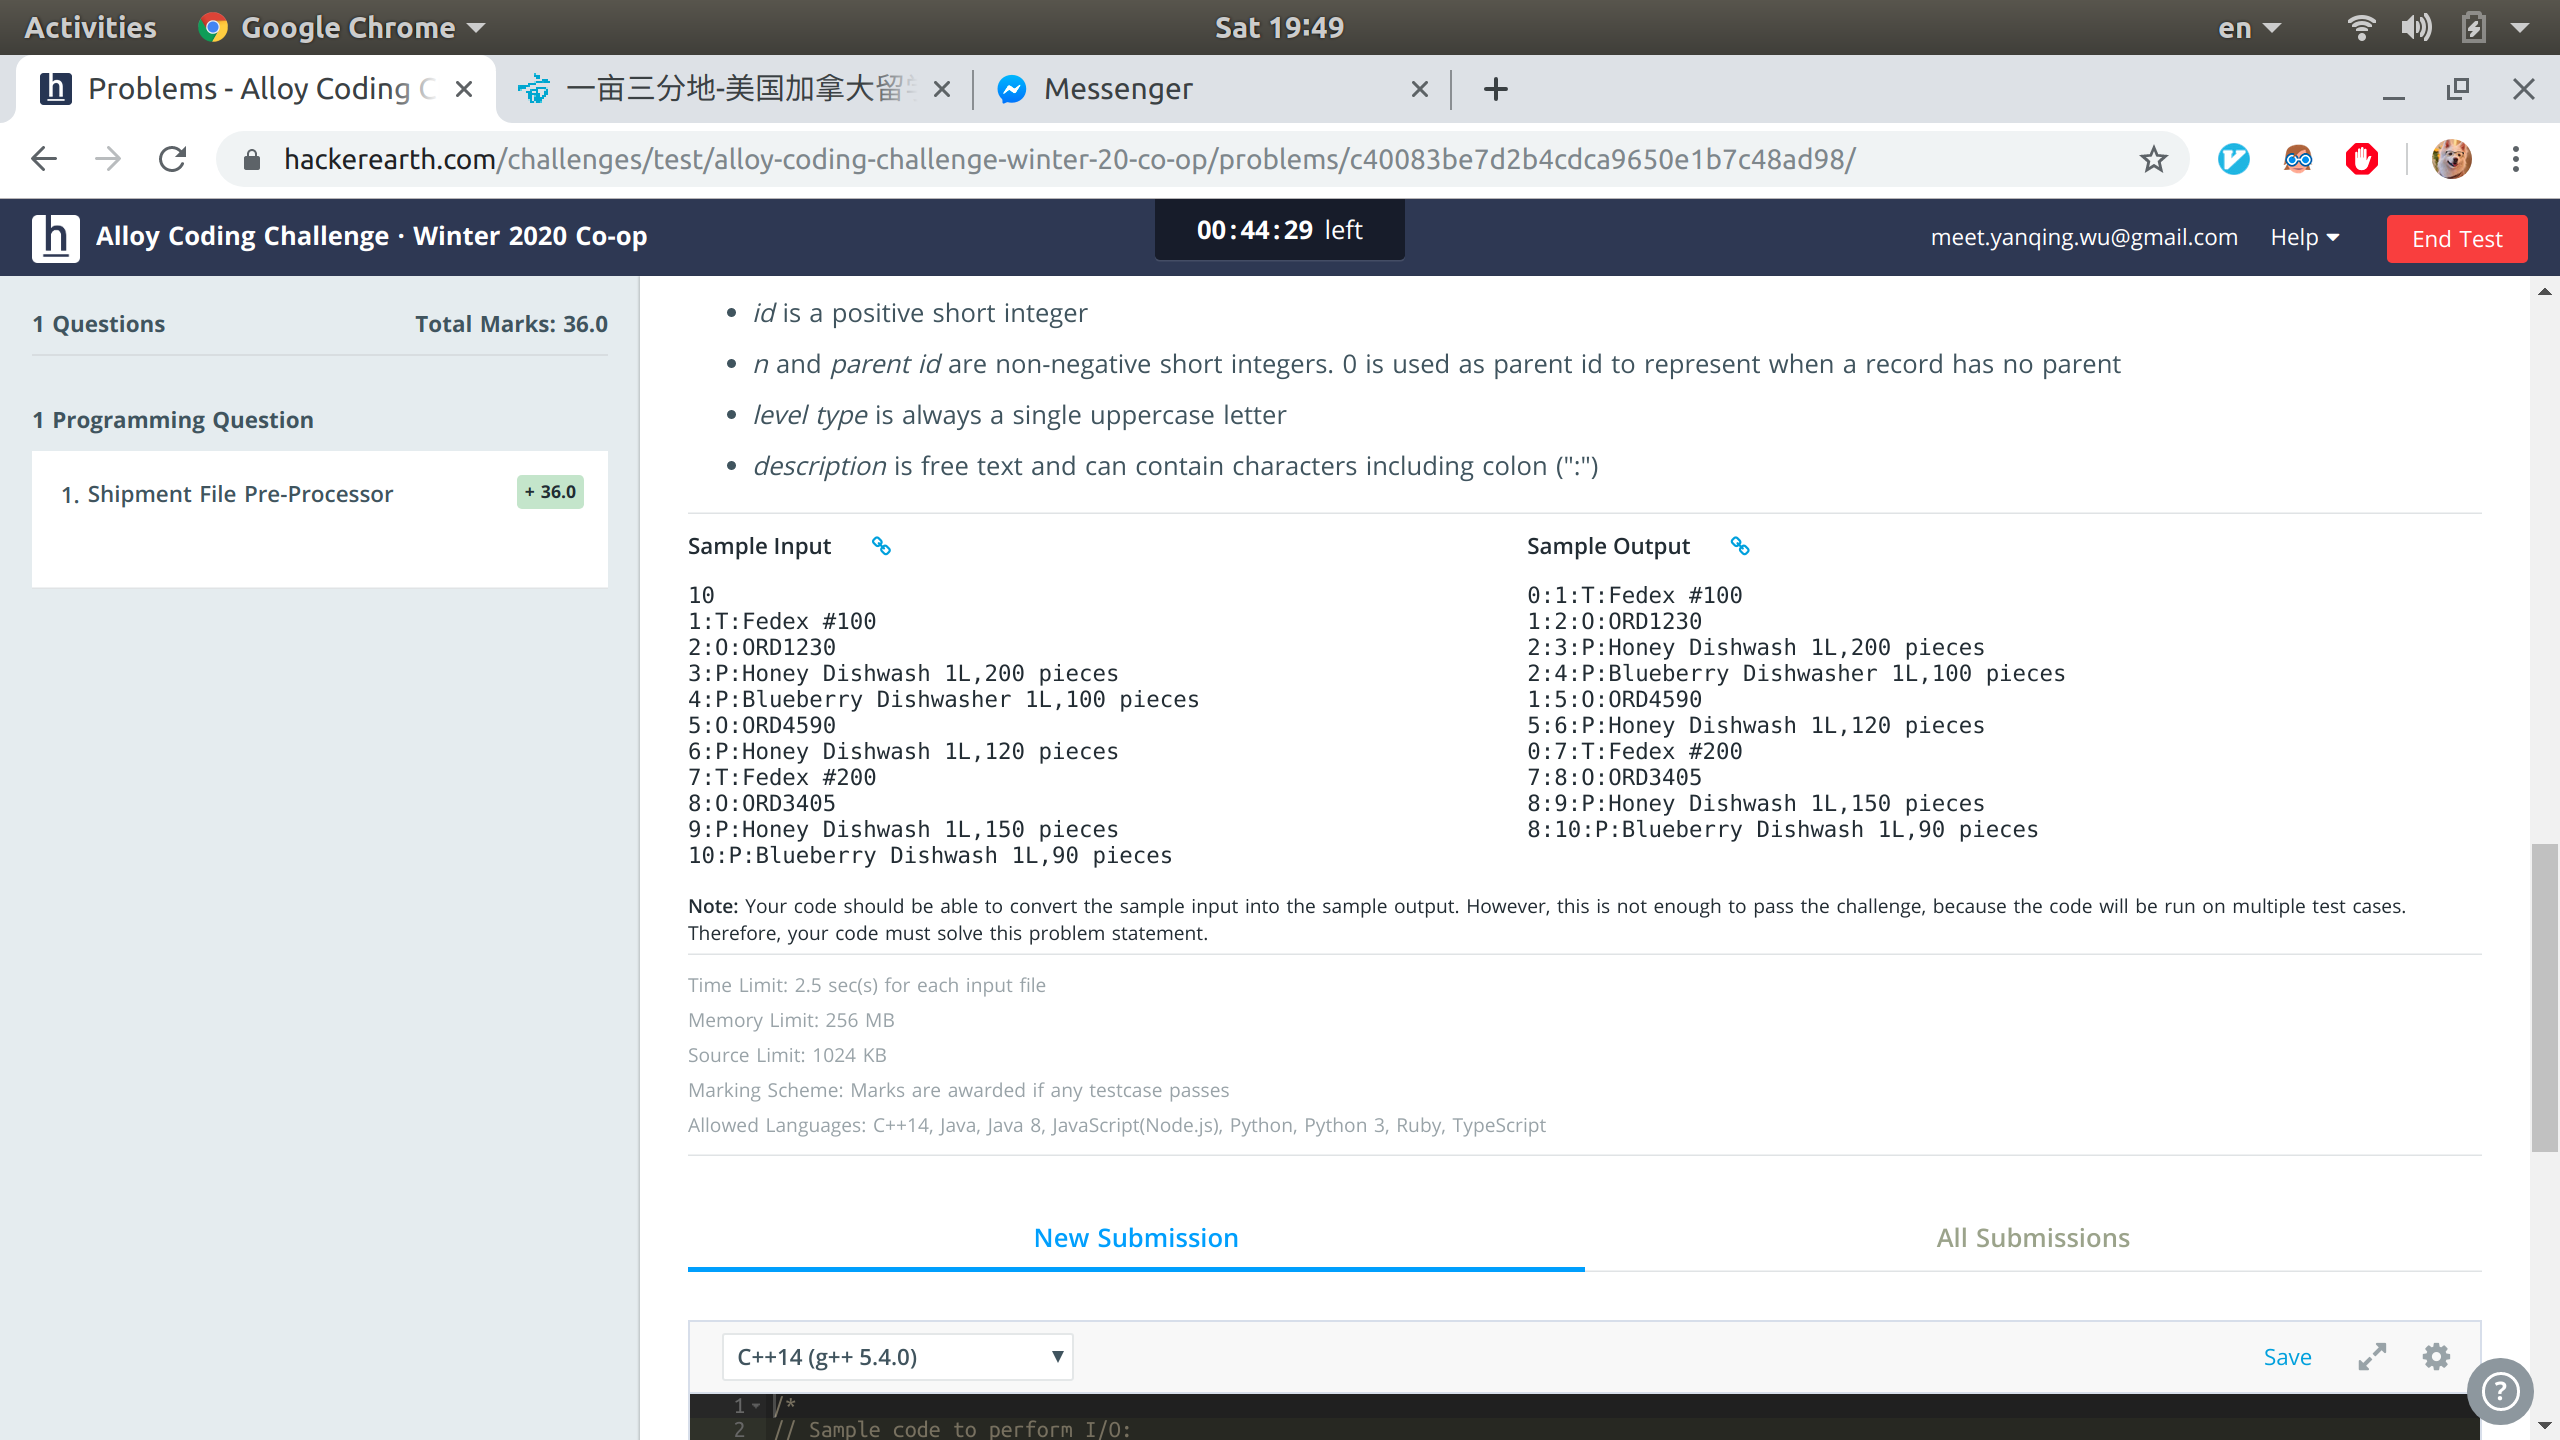 Activities
Google Chrome
Sat 19:49
en
Problems - Alloy Coding C
一亩三分地-美国加拿大留
Messenger
hackerearth.com/challenges/test/alloy-coding-challenge-winter-20-co-op/problems/c40083be7d2b4cdca9650e1b7c48ad98/
h Alloy Coding Challenge · Winter 2020 Co-op
00:44:29 left
meet.yanqing.wu@gmail.com
Help
End Test
1 Questions
Total Marks: 36.0
1 Programming Question
1. Shipment File Pre-Processor
+ 36.0
• id is a positive short integer
• n and parent id are non-negative short integers. 0 is used as parent id to represent when a record has no parent
• level type is always a single uppercase letter
• description is free text and can contain characters including colon (":")
Sample Input
10
1:T:Fedex #100
2:O:ORD1230
3:P:Honey Dishwash 1L,200 pieces
4:P:Blueberry Dishwasher 1L,100 pieces
5:O:ORD4590
6:P:Honey Dishwash 1L,120 pieces
7:T:Fedex #200
8:O:ORD3405
9:P:Honey Dishwash 1L,150 pieces
10:P:Blueberry Dishwash 1L,90 pieces
Sample Output
0:1:T:Fedex #100
1:2:O:ORD1230
2:3:P:Honey Dishwash 1L,200 pieces
2:4:P:Blueberry Dishwasher 1L,100 pieces
1:5:O:ORD4590
5:6:P:Honey Dishwash 1L,120 pieces
0:7:T:Fedex #200
7:8:O:ORD3405
8:9:P:Honey Dishwash 1L,150 pieces
8:10:P:Blueberry Dishwash 1L,90 pieces
Note: Your code should be able to convert the sample input into the sample output. However, this is not enough to pass the challenge, because the code will be run on multiple test cases.
Therefore, your code must solve this problem statement.
Time Limit: 2.5 sec(s) for each input file
Memory Limit: 256 MB
Source Limit: 1024 KB
Marking Scheme: Marks are awarded if any testcase passes
Allowed Languages: C++14, Java, Java 8, JavaScript(Node.js), Python, Python 3, Ruby, TypeScript
New Submission
All Submissions
C++14 (g++ 5.4.0)
Save
?
1 /*
2 // Sample code to perform I/O: